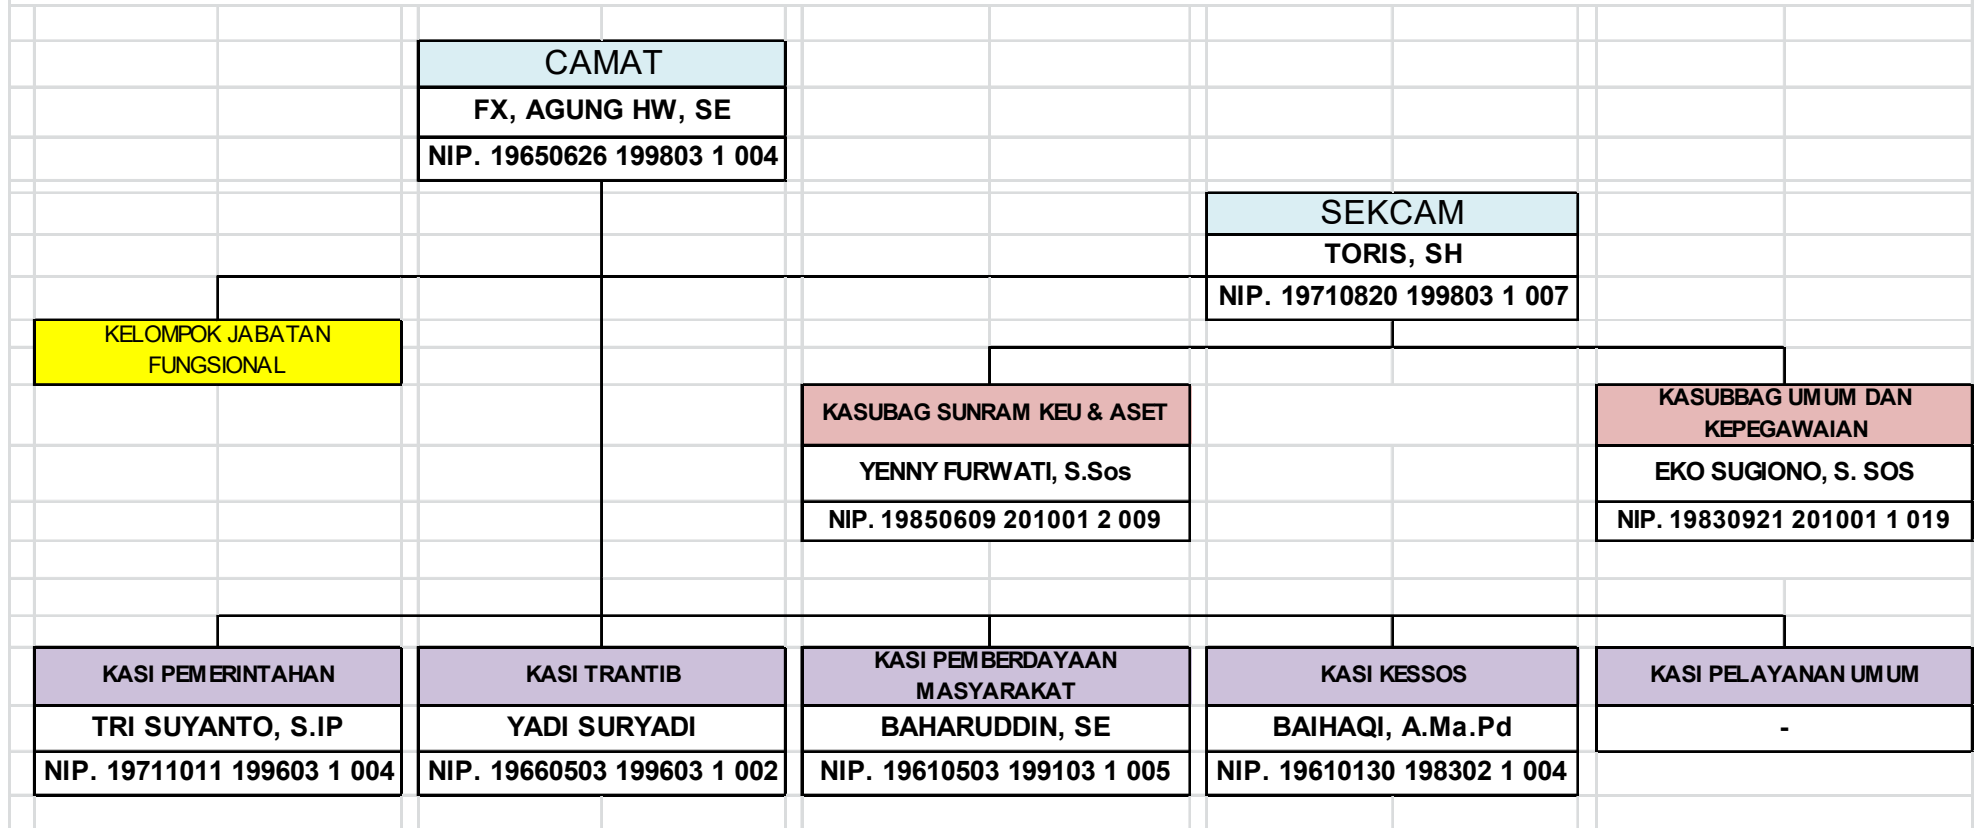 CAMAT
FX, AGUNG HW, SE
NIP. 19650626 199803 1 004
SEKCAM
TORIS, SH
NIP. 19710820 199803 1 007
KELOMPOK JABATAN
FUNGSIONAL
KASUBAG SUNRAM KEU & ASET
YENNY FURWATI, S.Sos
NIP. 19850609 201001 2 009
KASUBBAG UMUM DAN
KEPEGAWAIAN
EKO SUGIONO, S. SOS
NIP. 19830921 201001 1 019
KASI PEMERINTAHAN
TRI SUYANTO, S.IP
NIP. 19711011 199603 1 004
KASI TRANTIB
YADI SURYADI
NIP. 19660503 199603 1 002
KASI PEMBERDAYAAN
MASYARAKAT
BAHARUDDIN, SE
NIP. 19610503 199103 1 005
KASI KESSOS
BAIHAQI, A.Ma.Pd
NIP. 19610130 198302 1 004
KASI PELAYANAN UMUM
-